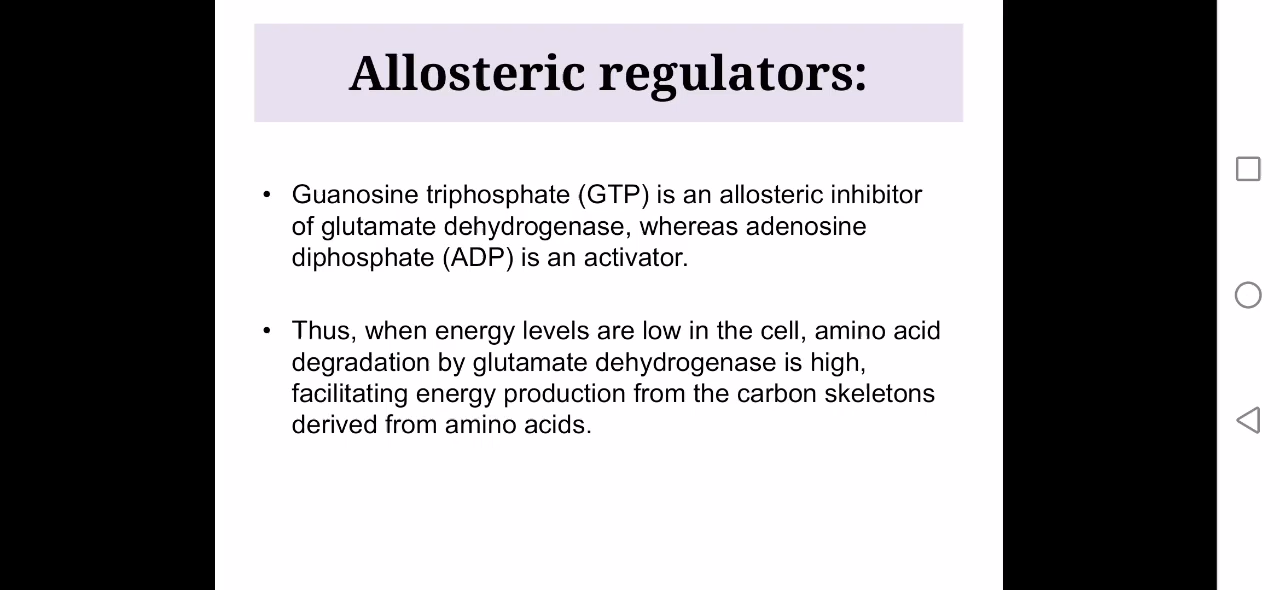 Allosteric regulators:
• Guanosine triphosphate (GTP) is an allosteric inhibitor
of glutamate dehydrogenase, whereas adenosine
diphosphate (ADP) is an activator.
• Thus, when energy levels are low in the cell, amino acid
degradation by glutamate dehydrogenase is high,
facilitating energy production from the carbon skeletons
derived from amino acids.